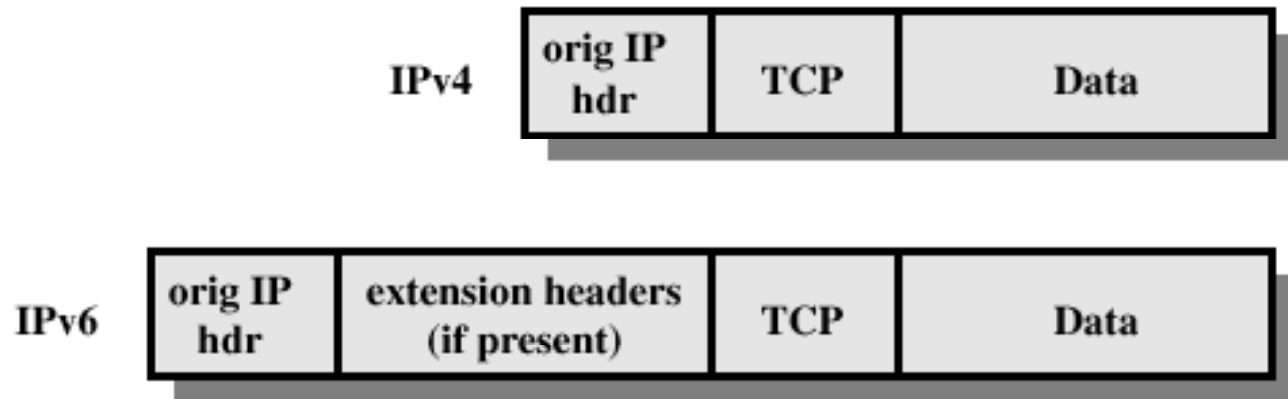 IPv4
orig IP
hdr
TCP
Data
IPv6
orig IP
hdr
extension headers
(if present)
TCP
Data